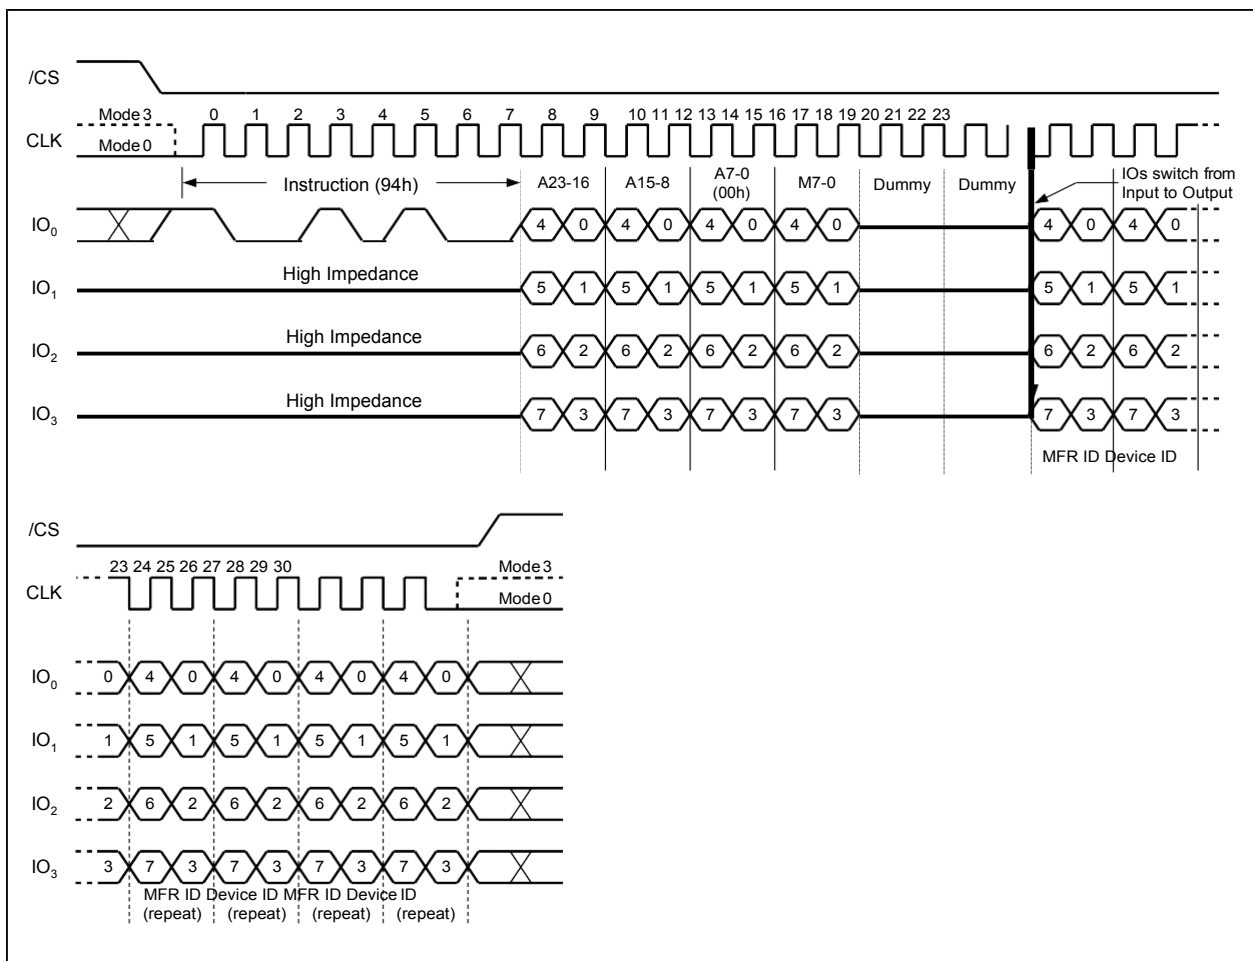 /CS
Mode 3
0 1 2 3 4 5 6 7 8 9 10 11 12 13 14 15 16 17 18 19 20 21 22 23
CLK
Mode 0
Instruction (94h) A23-16 A15-8 A7-0 (00h) M7-0 Dummy Dummy
IOs switch from
Input to Output
IO0 4 0 4 0 4 0 4 0 4 0 4 0
High Impedance
IO1 5 1 5 1 5 1 5 1 5 1 5 1
High Impedance
IO2 6 2 6 2 6 2 6 2 6 2 6 2
High Impedance
IO3 7 3 7 3 7 3 7 3 7 3 7 3
MFR ID Device ID
/CS
23 24 25 26 27 28 29 30
Mode 3
CLK
Mode 0
IO0 0 4 0 4 0 4 0 4 0
IO1 1 5 1 5 1 5 1 5 1
IO2 2 6 2 6 2 6 2 6 2
IO3 3 7 3 7 3 7 3 7 3
MFR ID Device ID MFR ID Device ID
(repeat) (repeat) (repeat) (repeat)